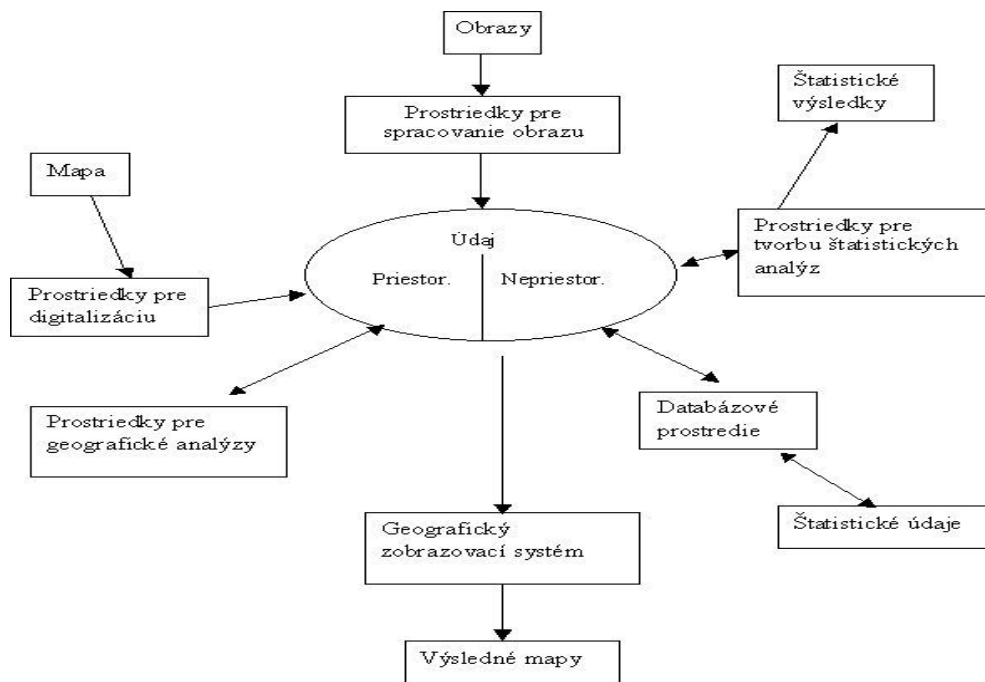 Obrazy
Štatistické
výsledky
Prostriedky pre
spracovanie obrazu
Mapa
Údaj
Priestor.
Nepriestor.
Prostriedky pre
tvorbu štatistických
analýz
Prostriedky pre
digitalizáciu
Prostriedky pre
geografické analýzy
Databázové
prostredie
Geografický
zobrazovací systém
Štatistické údaje
Výsledné mapy